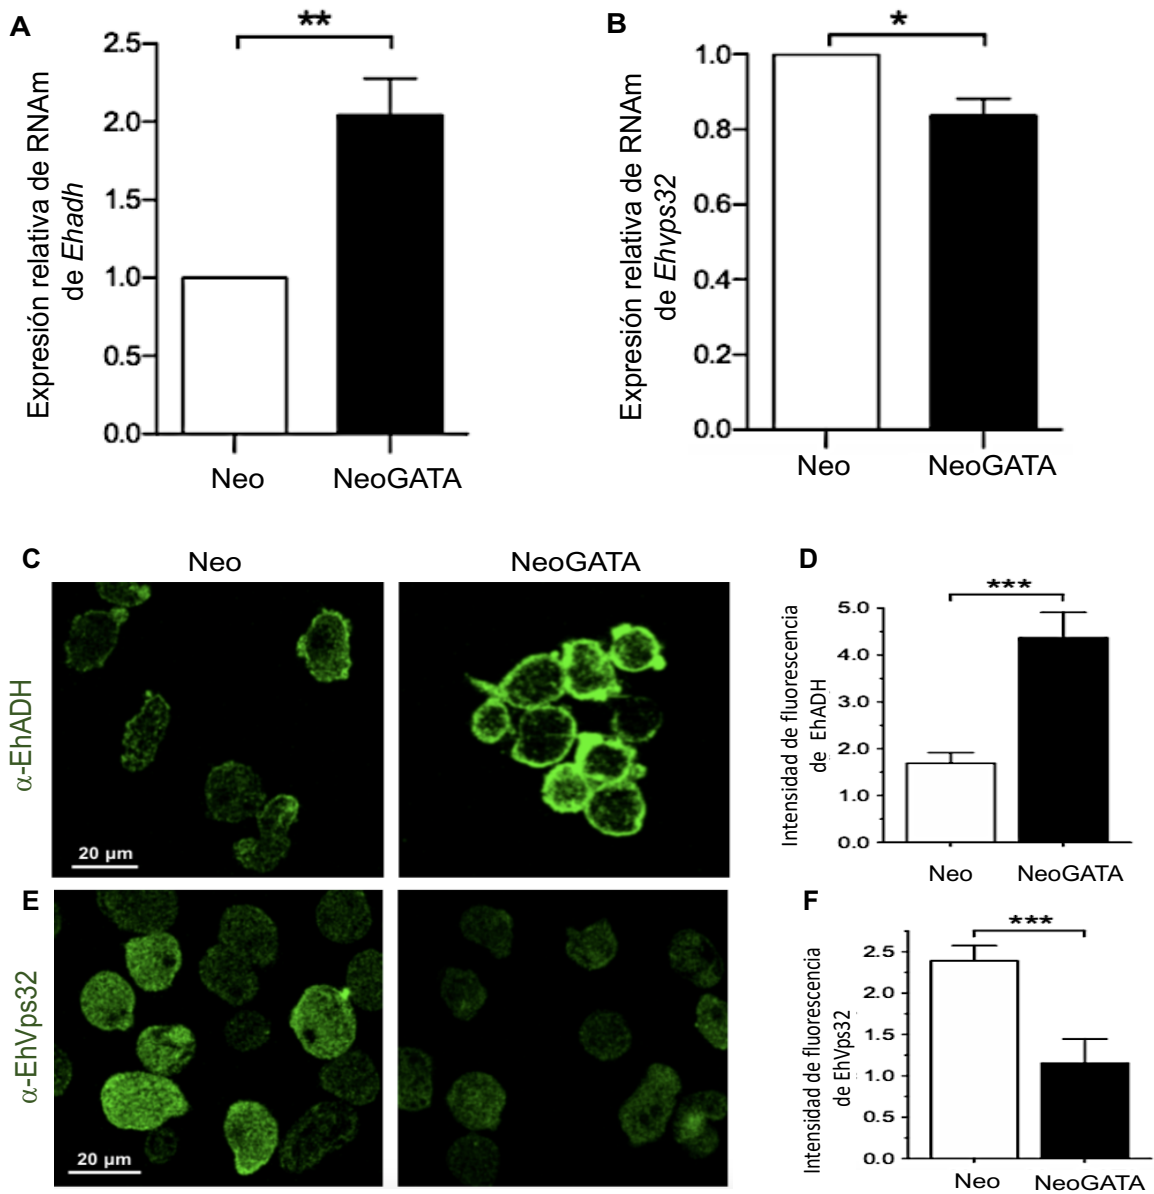 A
**
Expresión relativa de RNAm
de Ehadh
2.5
2.0
1.5
1.0
0.5
0.0
Neo
NeoGATA
B
*
Expresión relativa de RNAm
de Ehvps32
1.0
0.8
0.6
0.4
0.2
0.0
Neo
NeoGATA
C
Neo
NeoGATA
α-EhADH
20 µm
D
***
Intensidad de fluorescencia
de EhADH
5.0
4.0
3.0
2.0
1.0
0.0
Neo
NeoGATA
E
α-EhVps32
20 µm
F
***
Intensidad de fluorescencia
de EhVps32
2.5
2.0
1.5
1.0
0.5
0.0
Neo
NeoGATA